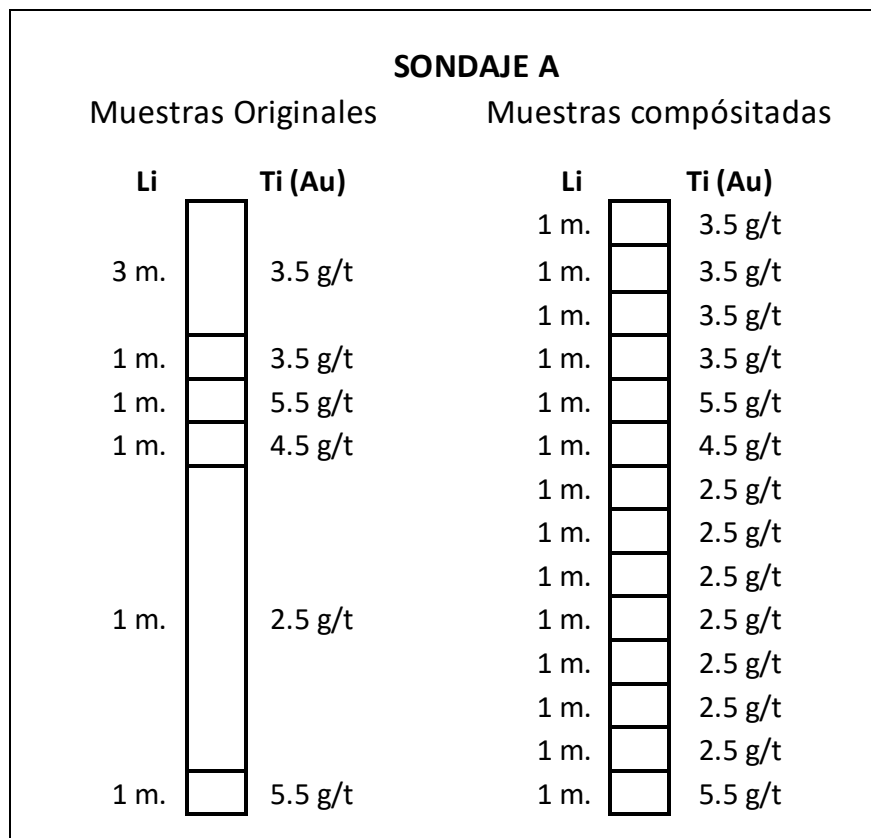 SONDAJE A
Muestras Originales Muestras compósitadas
Li Ti (Au) Li Ti (Au)
1 m. 3.5 g/t
3 m. 3.5 g/t 1 m. 3.5 g/t
1 m. 3.5 g/t
1 m. 3.5 g/t 1 m. 3.5 g/t
1 m. 5.5 g/t 1 m. 5.5 g/t
1 m. 4.5 g/t 1 m. 4.5 g/t
1 m. 2.5 g/t
1 m. 2.5 g/t
1 m. 2.5 g/t
1 m. 2.5 g/t 1 m. 2.5 g/t
1 m. 2.5 g/t
1 m. 2.5 g/t
1 m. 2.5 g/t
1 m. 5.5 g/t 1 m. 5.5 g/t